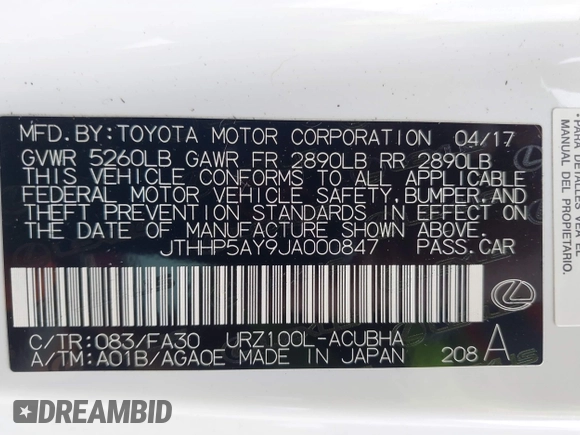 MFD.BY:TOYOTA MOTOR CORPORATION 04/17
GVWR 5260LB GAWR FR 2890LB RR 2890LB
THIS VEHICLE CONFORMS TO ALL APPLICABLE
FEDERAL MOTOR VEHICLE SAFETY,BUMPER,AND
THEFT PREVENTION STANDARDS IN EFFECT ON
THE DATE OF MANUFACTURE SHOWN ABOVE.
JTHHP5AY9JA000847 PASS.CAR
C/TR:083/FA30 URZ100L-ACUBHA
A/TM:A01B/AGA0E MADE IN JAPAN 208 A
PARA DETALLES
MANUAL DEL PROPIETARIO.
DREAMBID